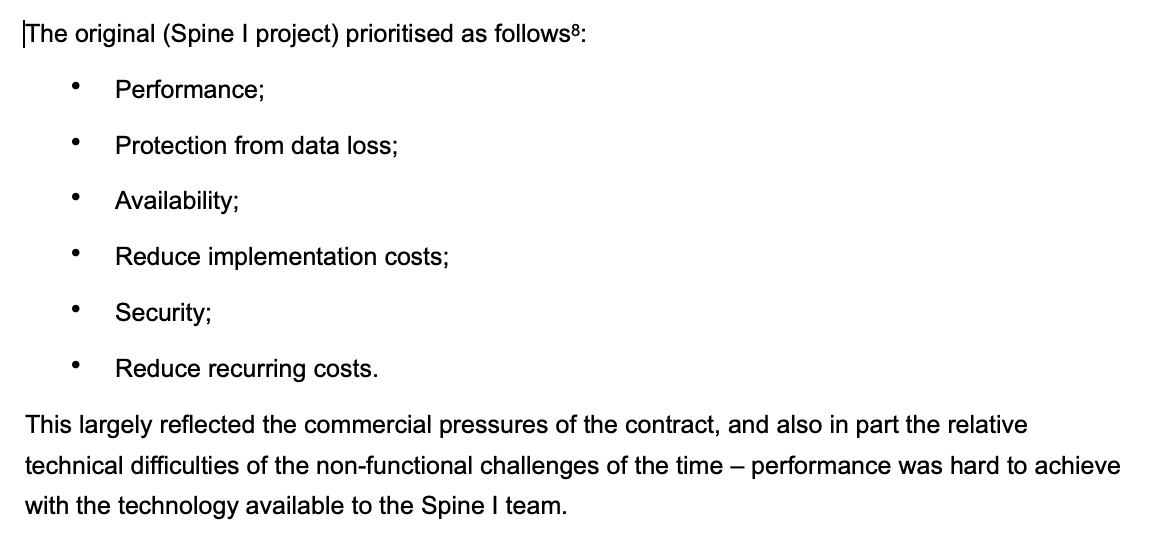 The original (Spine I project) prioritised as follows⁸:
• Performance;
• Protection from data loss;
• Availability;
• Reduce implementation costs;
• Security;
• Reduce recurring costs.
This largely reflected the commercial pressures of the contract, and also in part the relative
technical difficulties of the non-functional challenges of the time – performance was hard to achieve
with the technology available to the Spine I team.